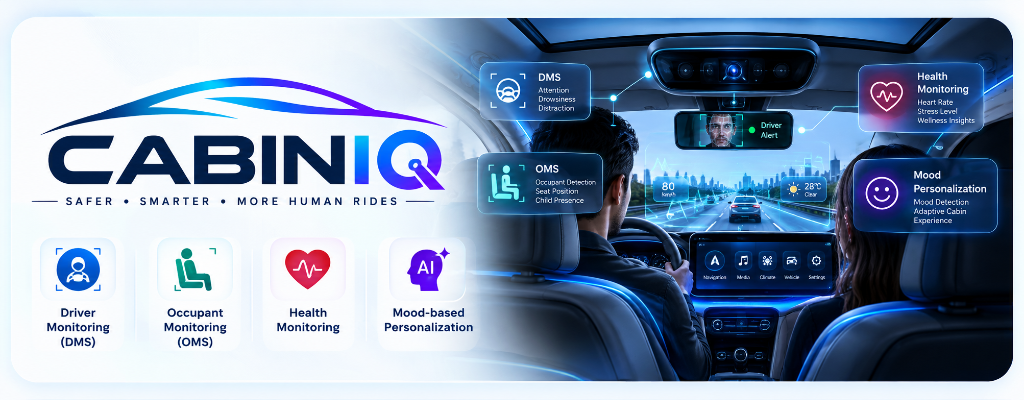 CABINIQ
SAFER • SMARTER • MORE HUMAN RIDES
Driver
Monitoring
(DMS)
Occupant
Monitoring
(OMS)
Health
Monitoring
AI
Mood-based
Personalization
DMS
Attention
Drowsiness
Distraction
OMS
Occupant Detection
Seat Position
Child Presence
Driver
Alert
Health
Monitoring
Heart Rate
Stress Level
Wellness Insights
Mood
Personalization
Mood Detection
Adaptive Cabin
Experience
80
km/h
28°C
Clear
Navigation
Media
Climate
Vehicle
Settings